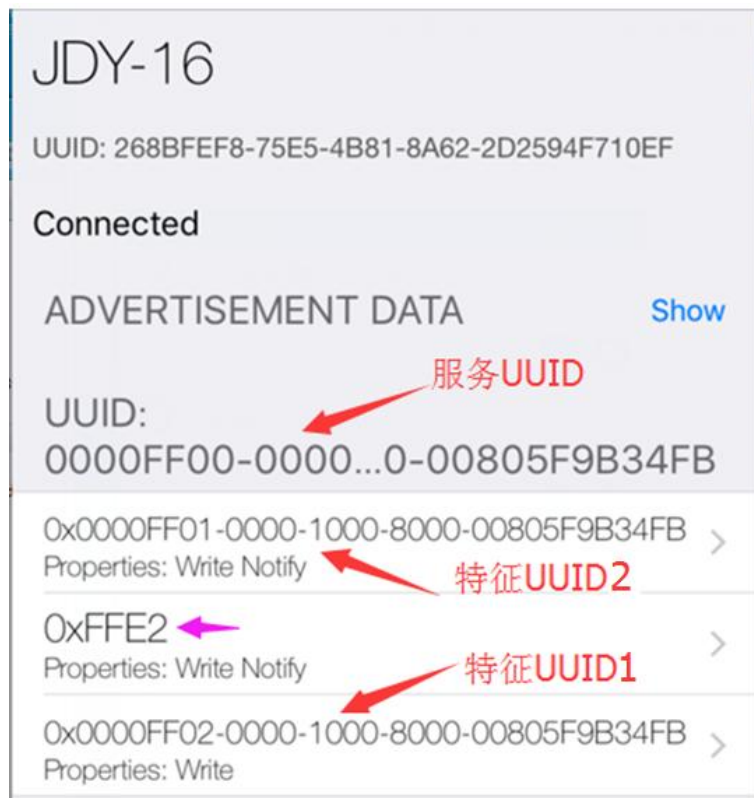 JDY-16
UUID: 268BFEF8-75E5-4B81-8A62-2D2594F710EF
Connected
ADVERTISEMENT DATA
Show
服务UUID
UUID:
0000FF00-0000...0-00805F9B34FB
0x0000FF01-0000-1000-8000-00805F9B34FB
Properties: Write Notify
特征UUID2
0xFFE2
Properties: Write Notify
特征UUID1
0x0000FF02-0000-1000-8000-00805F9B34FB
Properties: Write